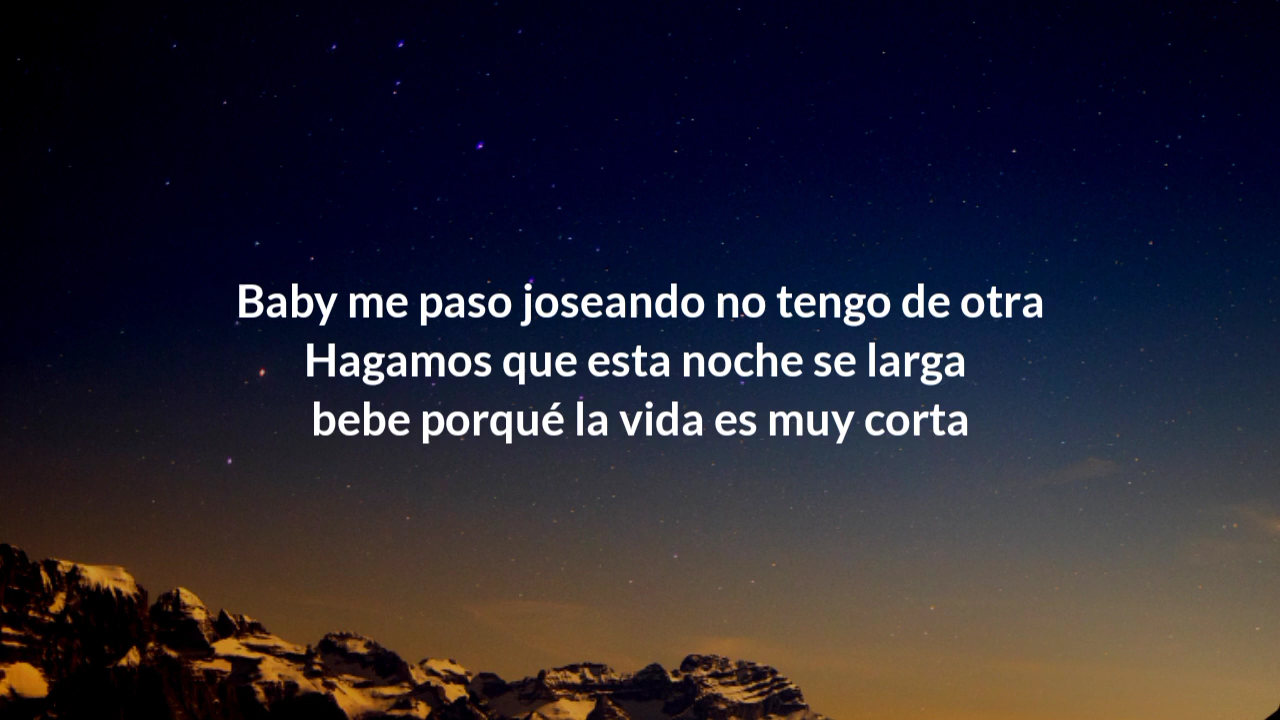 Baby me paso joseando no tengo de otra
Hagamos que esta noche se larga
bebe porqué la vida es muy corta